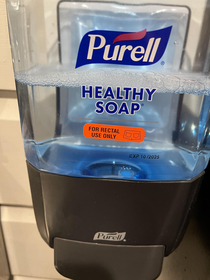 Purell
HEALTHY
SOAP
FOR RECTAL
USE ONLY
Purell